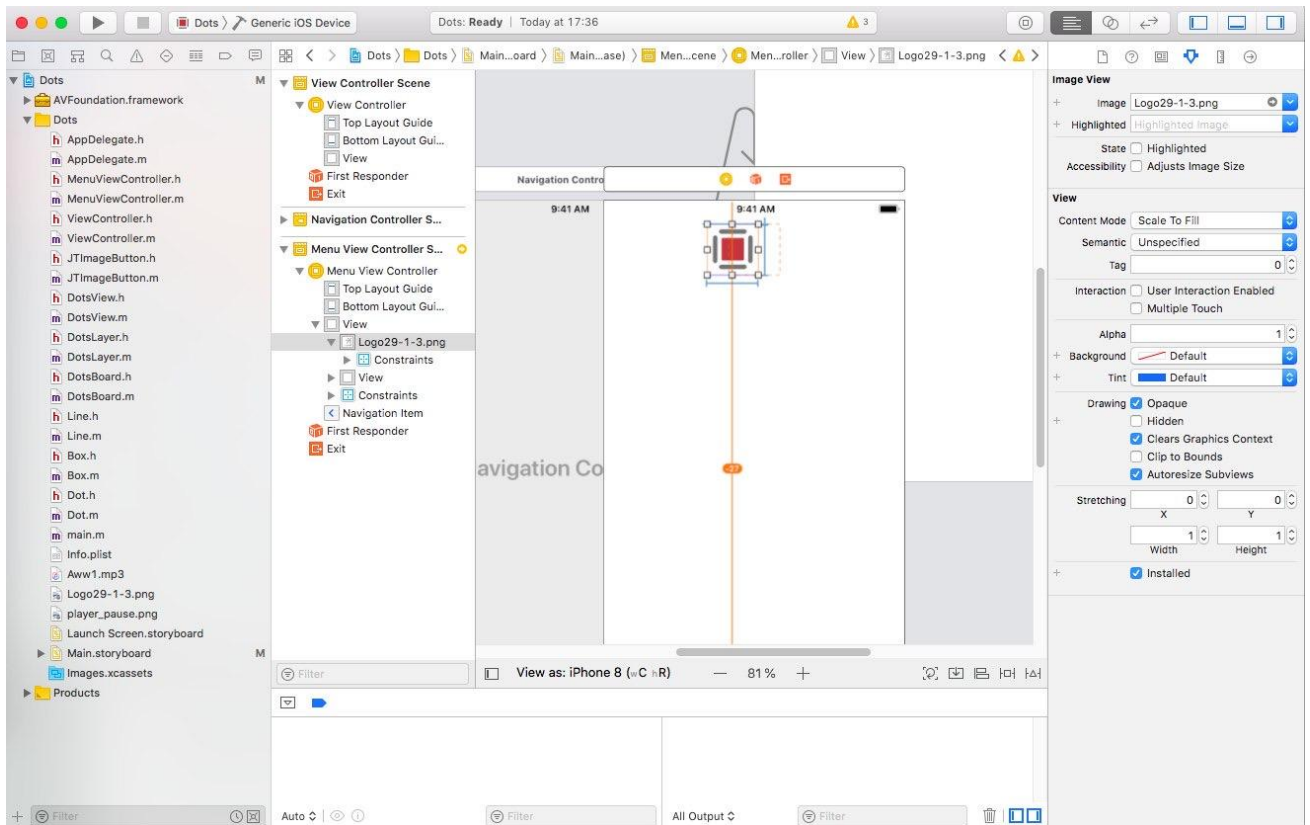 Dots 〉 Generic iOS Device
Dots: Ready | Today at 17:36
3
Dots 〉 Dots 〉 Main...oard 〉 Main...ase) 〉 Men...cene 〉 Men...roller 〉 View 〉 Logo29-1-3.png
Dots M
AVFoundation.framework
Dots
h AppDelegate.h
m AppDelegate.m
h MenuViewController.h
m MenuViewController.m
h ViewController.h
m ViewController.m
h JTImageButton.h
m JTImageButton.m
h DotsView.h
m DotsView.m
h DotsLayer.h
m DotsLayer.m
h DotsBoard.h
m DotsBoard.m
h Line.h
m Line.m
h Box.h
m Box.m
h Dot.h
m Dot.m
m main.m
Info.plist
Aww1.mp3
Logo29-1-3.png
player_pause.png
Launch Screen.storyboard
Main.storyboard M
Images.xcassets
Products
Filter
View Controller Scene
View Controller
Top Layout Guide
Bottom Layout Gui...
View
First Responder
Exit
Navigation Controller S...
Menu View Controller S...
Menu View Controller
Top Layout Guide
Bottom Layout Gui...
View
Logo29-1-3.png
Constraints
View
Constraints
Navigation Item
First Responder
Exit
Filter
Navigation Contro
9:41 AM
9:41 AM
avigation Co
-27
View as: iPhone 8 (wC hR) — 81% +
Auto
Filter
All Output
Filter
Image View
Image Logo29-1-3.png
Highlighted Highlighted Image
State Highlighted
Accessibility Adjusts Image Size
View
Content Mode Scale To Fill
Semantic Unspecified
Tag 0
Interaction User Interaction Enabled
Multiple Touch
Alpha 1
Background Default
Tint Default
Drawing Opaque
Hidden
Clears Graphics Context
Clip to Bounds
Autoresize Subviews
Stretching 0 0
X Y
1 1
Width Height
Installed